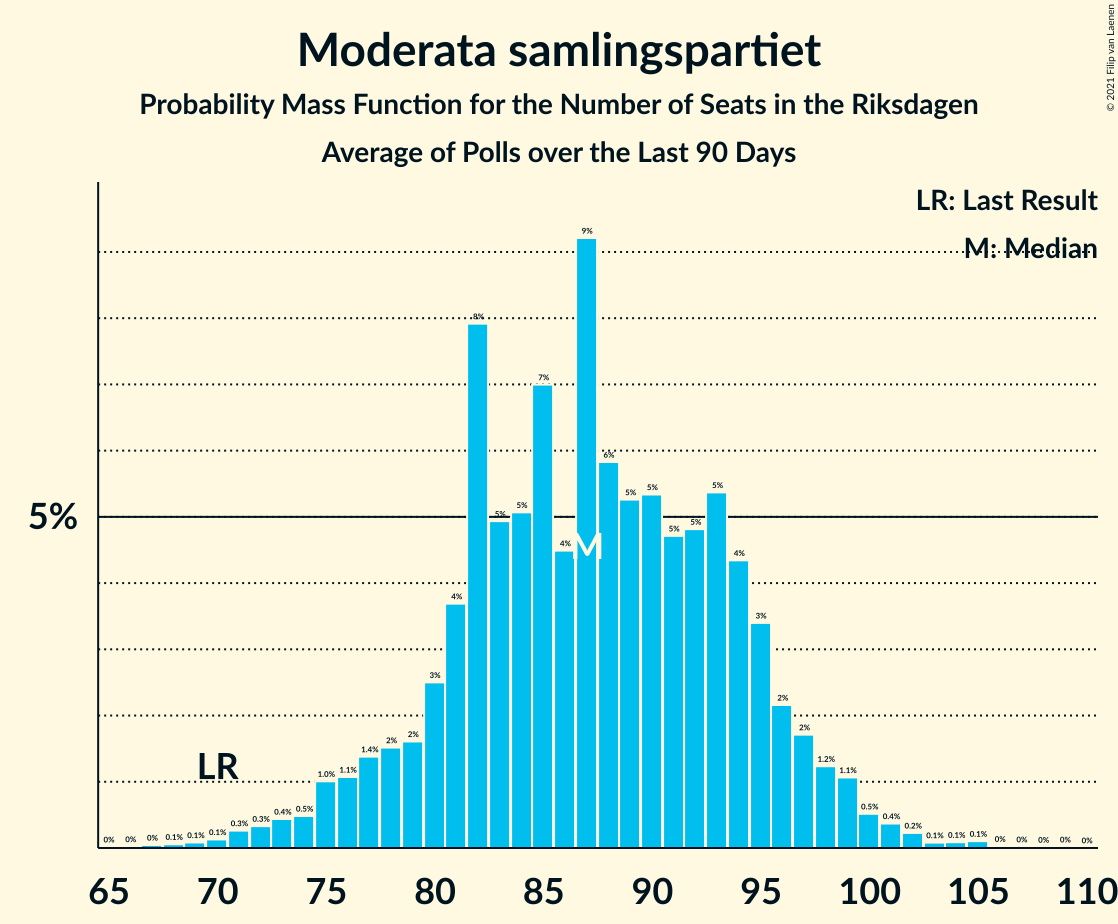 Moderata samlingspartiet
Probability Mass Function for the Number of Seats in the Riksdagen
Average of Polls over the Last 90 Days
© 2021 Filip van Laenen
LR: Last Result
M: Median
9%
8%
7%
6%
5% 5% 5% 5% 5% 5% 5%
5%
4% M 4%
4% 3%
3% 2%
LR 1.4% 2% 2% 2%
1.0% 1.1% 1.2% 1.1%
0% 0% 0% 0.1% 0.1% 0.1% 0.3% 0.3% 0.4% 0.5% 0.5% 0.4% 0.2% 0.1% 0.1% 0.1% 0% 0% 0% 0% 0%
65 70 75 80 85 90 95 100 105 110